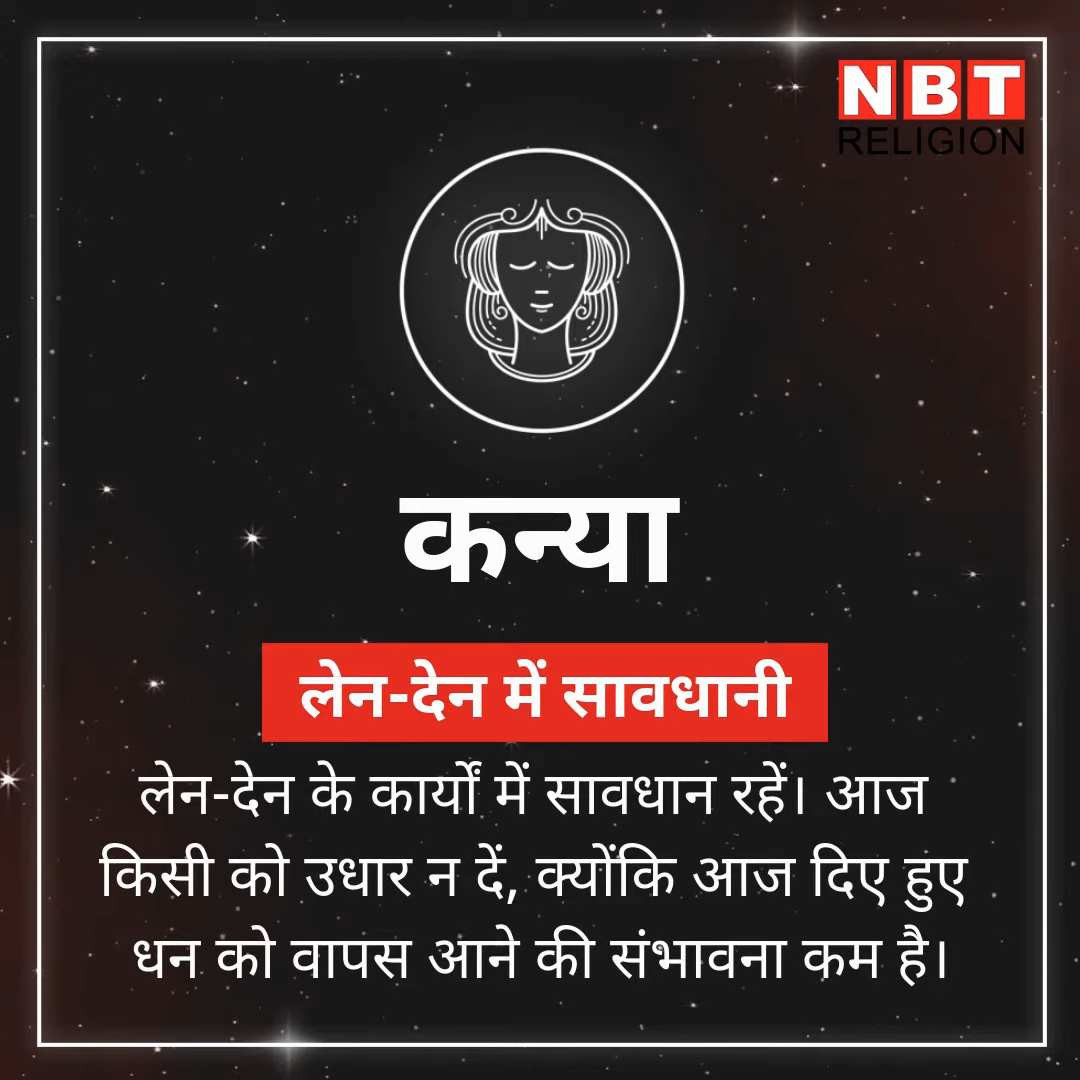 NBT
RELIGION
कन्या
लेन-देन में सावधानी
लेन-देन के कार्यों में सावधान रहें। आज
किसी को उधार न दें, क्योंकि आज दिए हुए
धन को वापस आने की संभावना कम है।